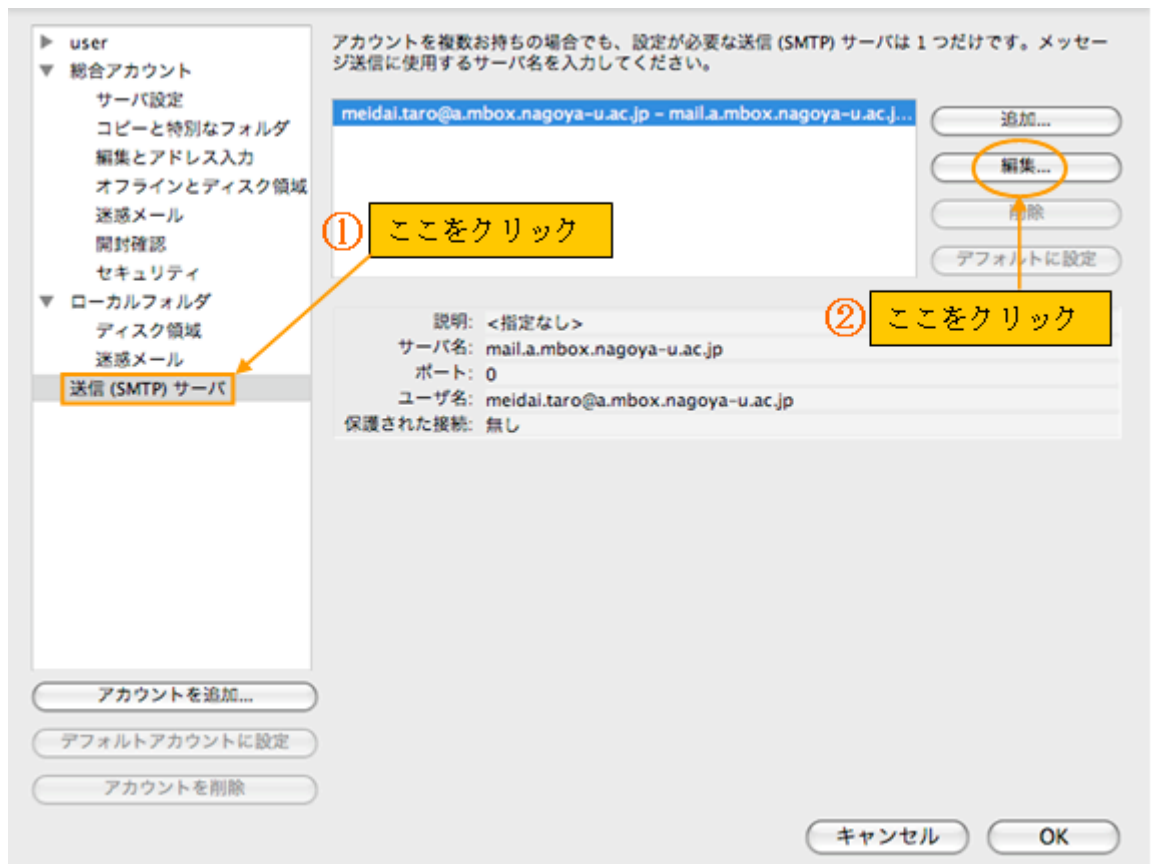 user
総合アカウント
サーバ設定
コピーと特別なフォルダ
編集とアドレス入力
オフラインとディスク領域
迷惑メール
開封確認
セキュリティ
ローカルフォルダ
ディスク領域
迷惑メール
送信 (SMTP) サーバ
アカウントを追加...
デフォルトアカウントに設定
アカウントを削除
アカウントを複数お持ちの場合でも、設定が必要な送信 (SMTP) サーバは 1 つだけです。メッセー
ジ送信に使用するサーバ名を入力してください。
meidai.taro@a.mbox.nagoya-u.ac.jp – mail.a.mbox.nagoya-u.ac.j...
追加...
編集...
削除
デフォルトに設定
① ここをクリック
② ここをクリック
説明: <指定なし>
サーバ名: mail.a.mbox.nagoya-u.ac.jp
ポート: 0
ユーザ名: meidai.taro@a.mbox.nagoya-u.ac.jp
保護された接続: 無し
キャンセル
OK